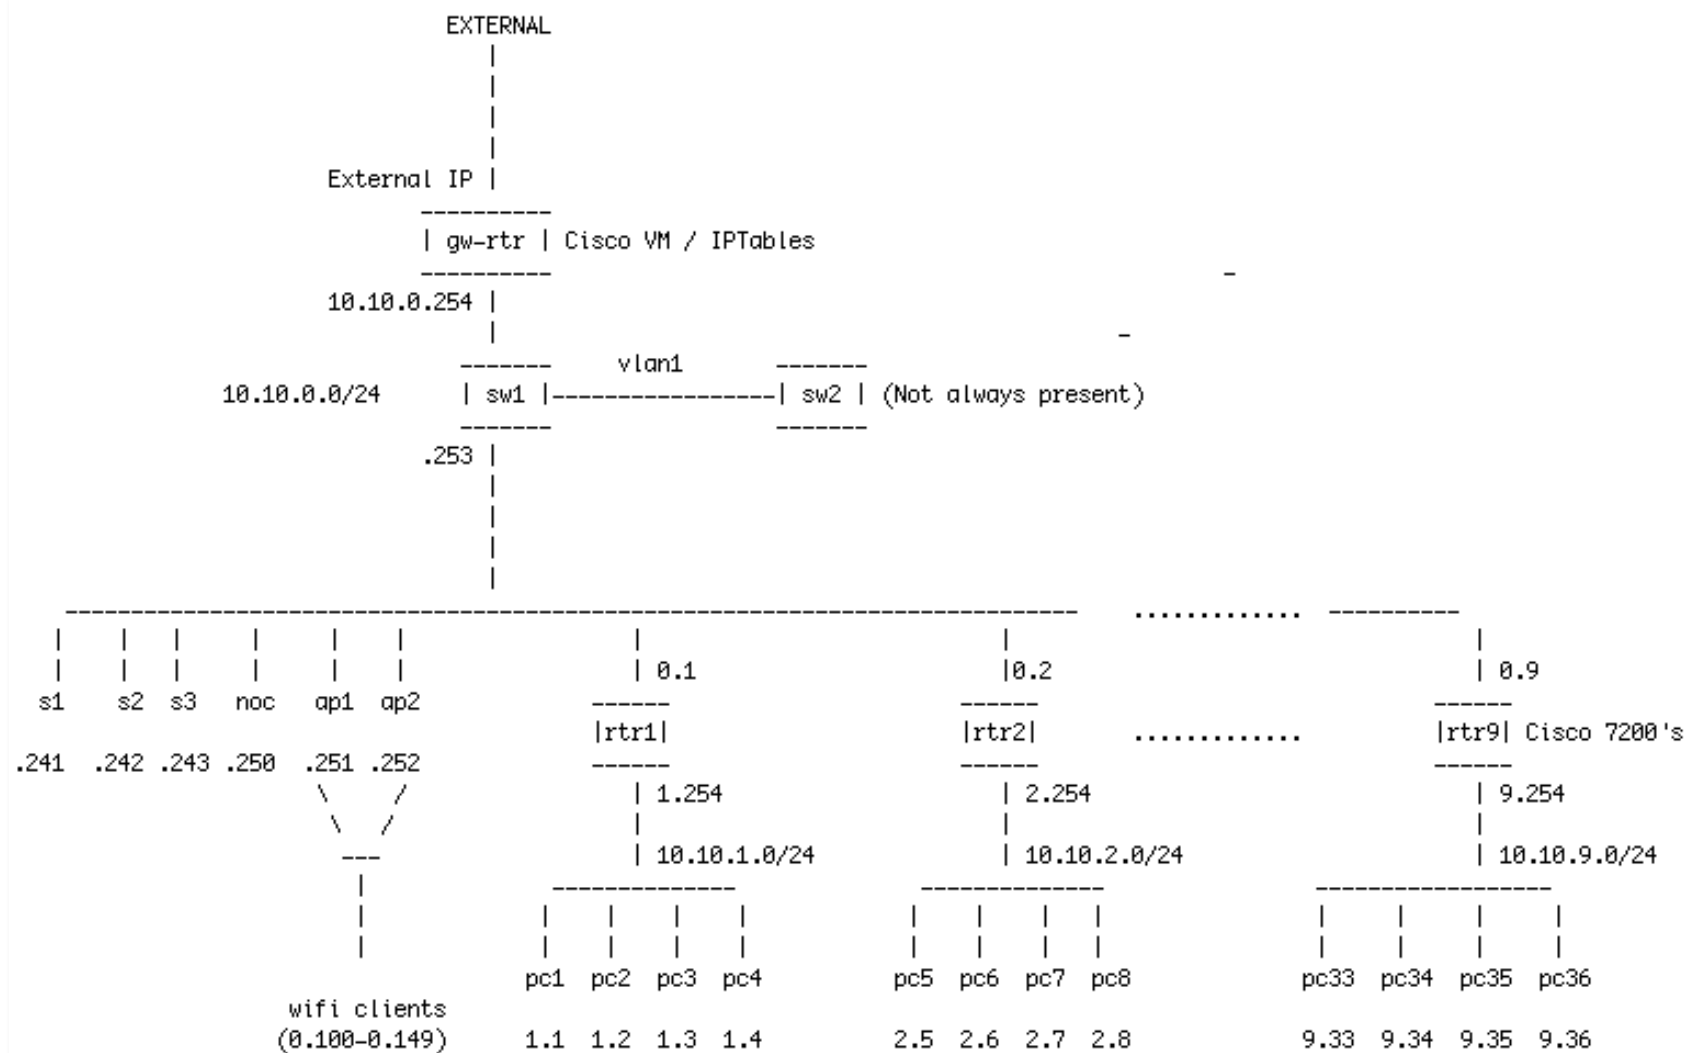 EXTERNAL
External IP
gw-rtr Cisco VM / IPTables
10.10.0.254
vlan1
10.10.0.0/24 sw1 sw2 (Not always present)
.253
0.1 0.2 0.9
s1 s2 s3 noc ap1 ap2
rtr1 rtr2 ............. rtr9 Cisco 7200's
.241 .242 .243 .250 .251 .252
1.254 2.254 9.254
10.10.1.0/24 10.10.2.0/24 10.10.9.0/24
pc1 pc2 pc3 pc4 pc5 pc6 pc7 pc8 pc33 pc34 pc35 pc36
wifi clients
(0.100-0.149) 1.1 1.2 1.3 1.4 2.5 2.6 2.7 2.8 9.33 9.34 9.35 9.36